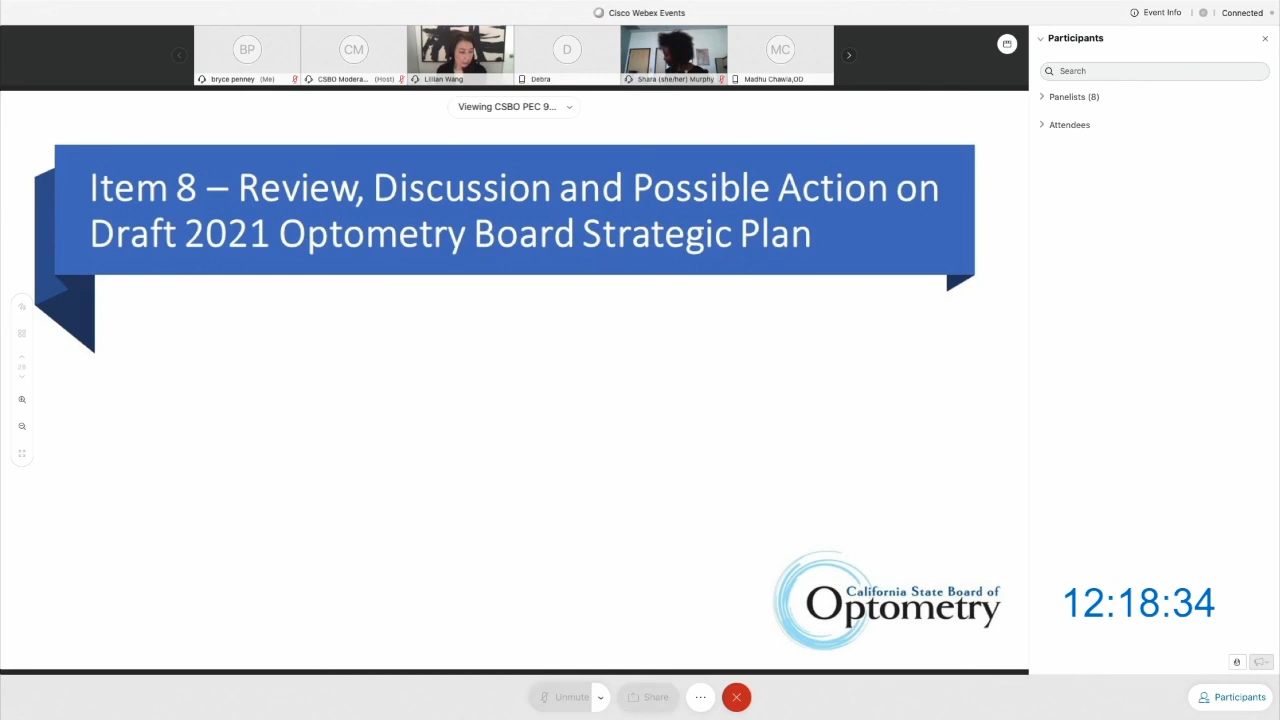 Cisco Webex Events
Event Info
Connected
BP
CM
D
MC
bryce penney (Me)
CSBO Modera... (Host)
Lillian Wang
Debra
Shara (she/her) Murphy
Madhu Chawla,OD
Participants
Search
Panelists (8)
Attendees
Viewing CSBO PEC 9...
Item 8 – Review, Discussion and Possible Action on
Draft 2021 Optometry Board Strategic Plan
28
California State Board of
Optometry
12:18:34
Unmute
Share
Participants